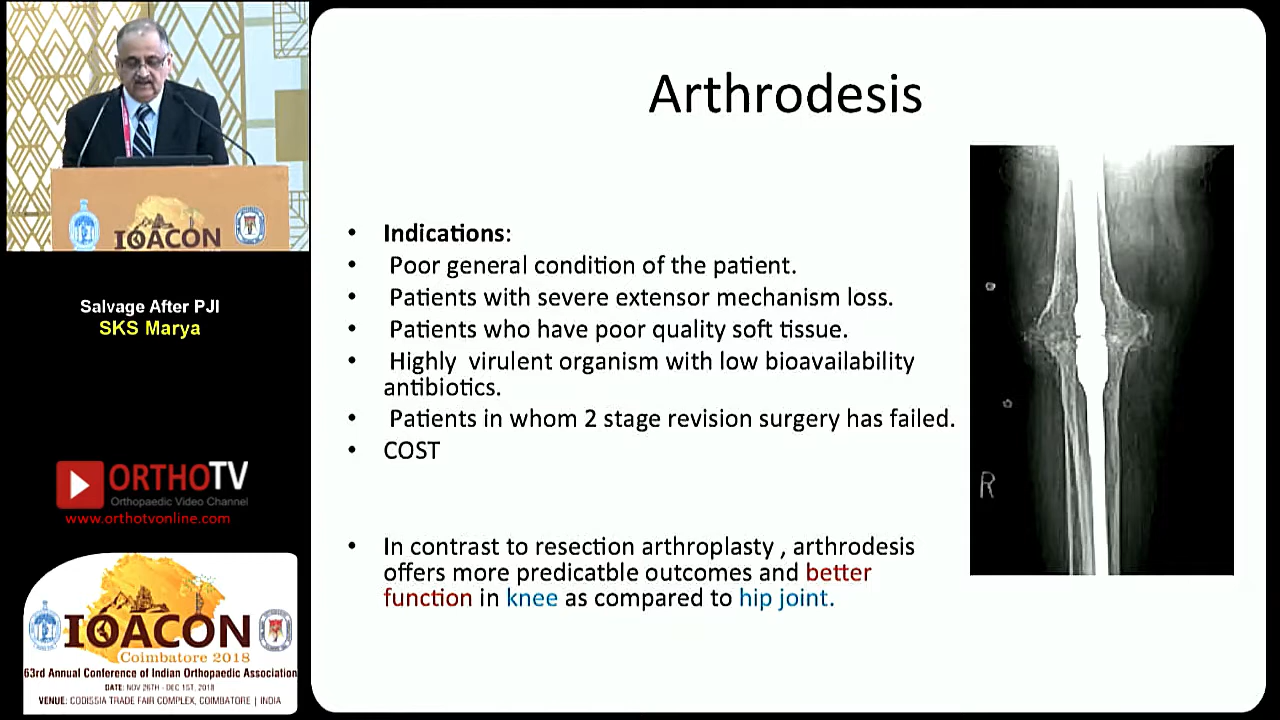 IOACON
Salvage After PJI
SKS Marya
ORTHOTV
Orthopaedic Video Channel
www.orthotvonline.com
IOACON
Coimbatore 2018
63rd Annual Conference of Indian Orthopaedic Association
DATE: NOV 26TH - DEC 1ST, 2018
VENUE: CODISSIA TRADE FAIR COMPLEX, COIMBATORE | INDIA
Arthrodesis
• Indications:
• Poor general condition of the patient.
• Patients with severe extensor mechanism loss.
• Patients who have poor quality soft tissue.
• Highly virulent organism with low bioavailability
antibiotics.
• Patients in whom 2 stage revision surgery has failed.
• COST
• In contrast to resection arthroplasty , arthrodesis
offers more predicatble outcomes and better
function in knee as compared to hip joint.
R